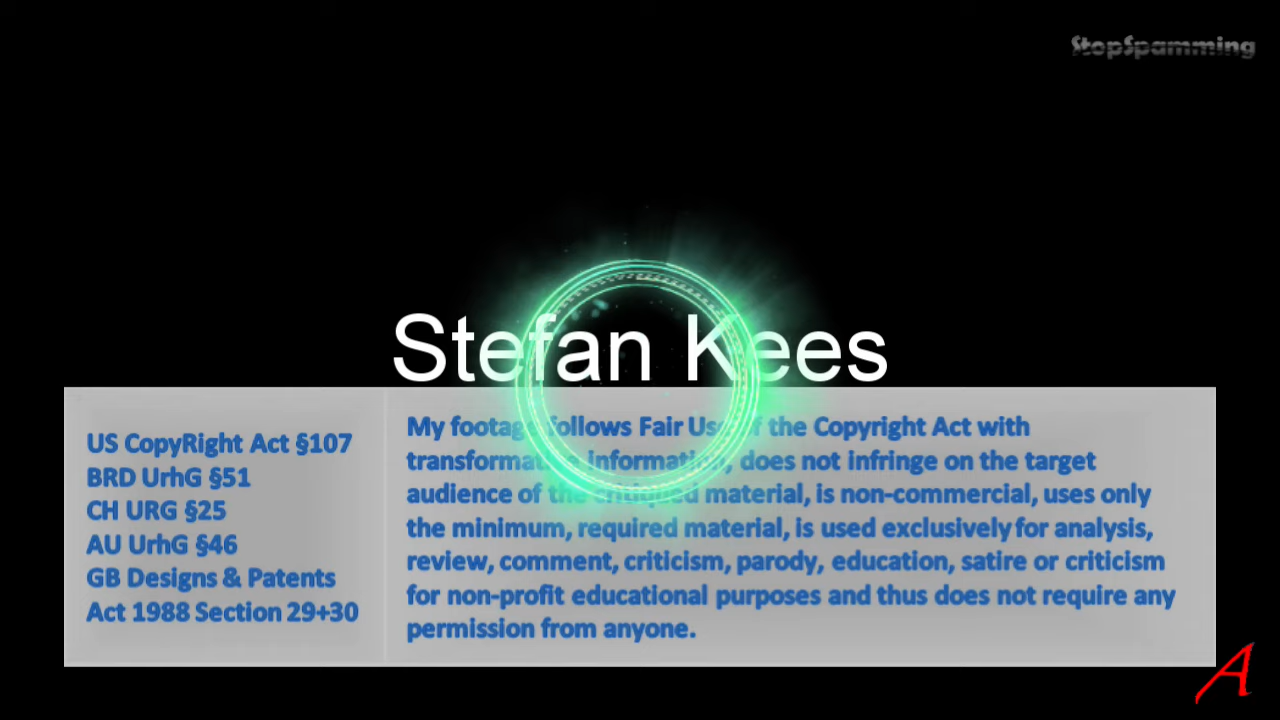 StopSpamming
Stefan Kees
US CopyRight Act §107
BRD UrhG §51
CH URG §25
AU UrhG §46
GB Designs & Patents
Act 1988 Section 29+30
My footage follows Fair Use of the Copyright Act with
transformative information, does not infringe on the target
audience of the critiqued material, is non-commercial, uses only
the minimum, required material, is used exclusively for analysis,
review, comment, criticism, parody, education, satire or criticism
for non-profit educational purposes and thus does not require any
permission from anyone.
A